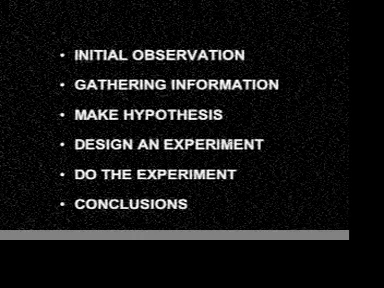 • INITIAL OBSERVATION
• GATHERING INFORMATION
• MAKE HYPOTHESIS
• DESIGN AN EXPERIMENT
• DO THE EXPERIMENT
• CONCLUSIONS